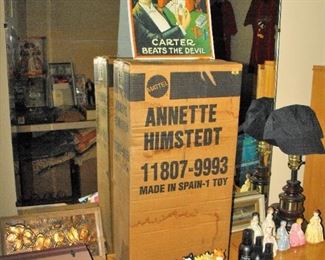 CARTER
BEATS THE DEVIL
MATTEL
ANNETTE
HIMSTEDT
11807-9993
MADE IN SPAIN-1 TOY